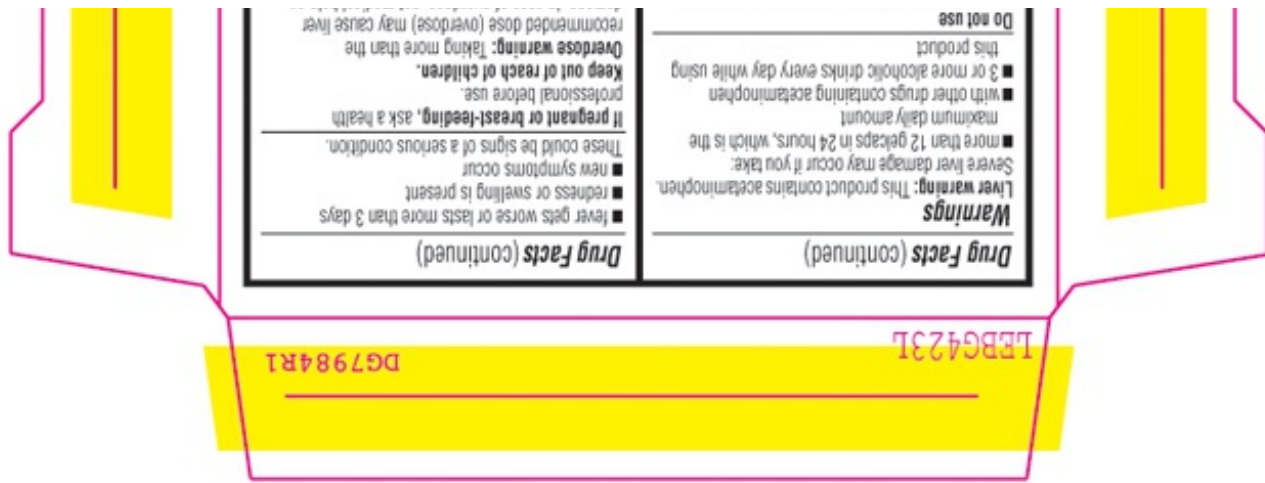 LEBG423L
DG7984R1
Drug Facts (continued)
Warnings
Liver warning: This product contains acetaminophen.
Severe liver damage may occur if you take:
■ more than 12 gelcaps in 24 hours, which is the
maximum daily amount
■ with other drugs containing acetaminophen
■ 3 or more alcoholic drinks every day while using
this product
Do not use
Drug Facts (continued)
■ fever gets worse or lasts more than 3 days
■ redness or swelling is present
■ new symptoms occur
These could be signs of a serious condition.
If pregnant or breast-feeding, ask a health
professional before use.
Keep out of reach of children.
Overdose warning: Taking more than the
recommended dose (overdose) may cause liver